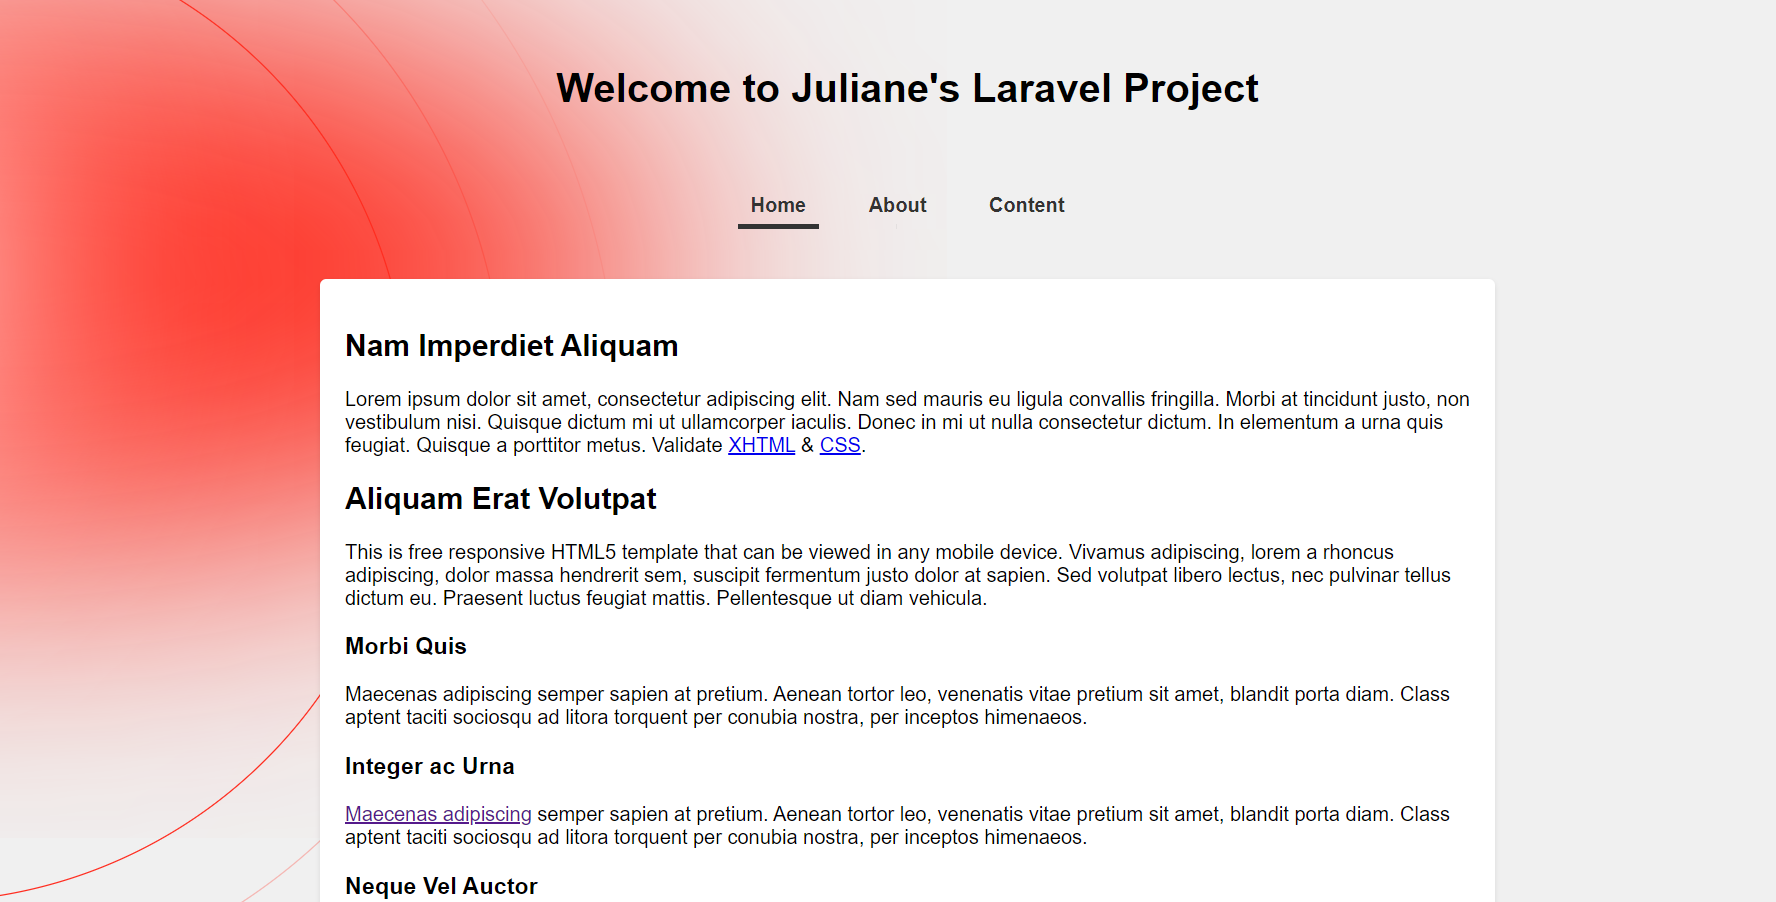 Welcome to Juliane's Laravel Project
Home About Content
Nam Imperdiet Aliquam
Lorem ipsum dolor sit amet, consectetur adipiscing elit. Nam sed mauris eu ligula convallis fringilla. Morbi at tincidunt justo, non
vestibulum nisi. Quisque dictum mi ut ullamcorper iaculis. Donec in mi ut nulla consectetur dictum. In elementum a urna quis
feugiat. Quisque a porttitor metus. Validate XHTML & CSS.
Aliquam Erat Volutpat
This is free responsive HTML5 template that can be viewed in any mobile device. Vivamus adipiscing, lorem a rhoncus
adipiscing, dolor massa hendrerit sem, suscipit fermentum justo dolor at sapien. Sed volutpat libero lectus, nec pulvinar tellus
dictum eu. Praesent luctus feugiat mattis. Pellentesque ut diam vehicula.
Morbi Quis
Maecenas adipiscing semper sapien at pretium. Aenean tortor leo, venenatis vitae pretium sit amet, blandit porta diam. Class
aptent taciti sociosqu ad litora torquent per conubia nostra, per inceptos himenaeos.
Integer ac Urna
Maecenas adipiscing semper sapien at pretium. Aenean tortor leo, venenatis vitae pretium sit amet, blandit porta diam. Class
aptent taciti sociosqu ad litora torquent per conubia nostra, per inceptos himenaeos.
Neque Vel Auctor